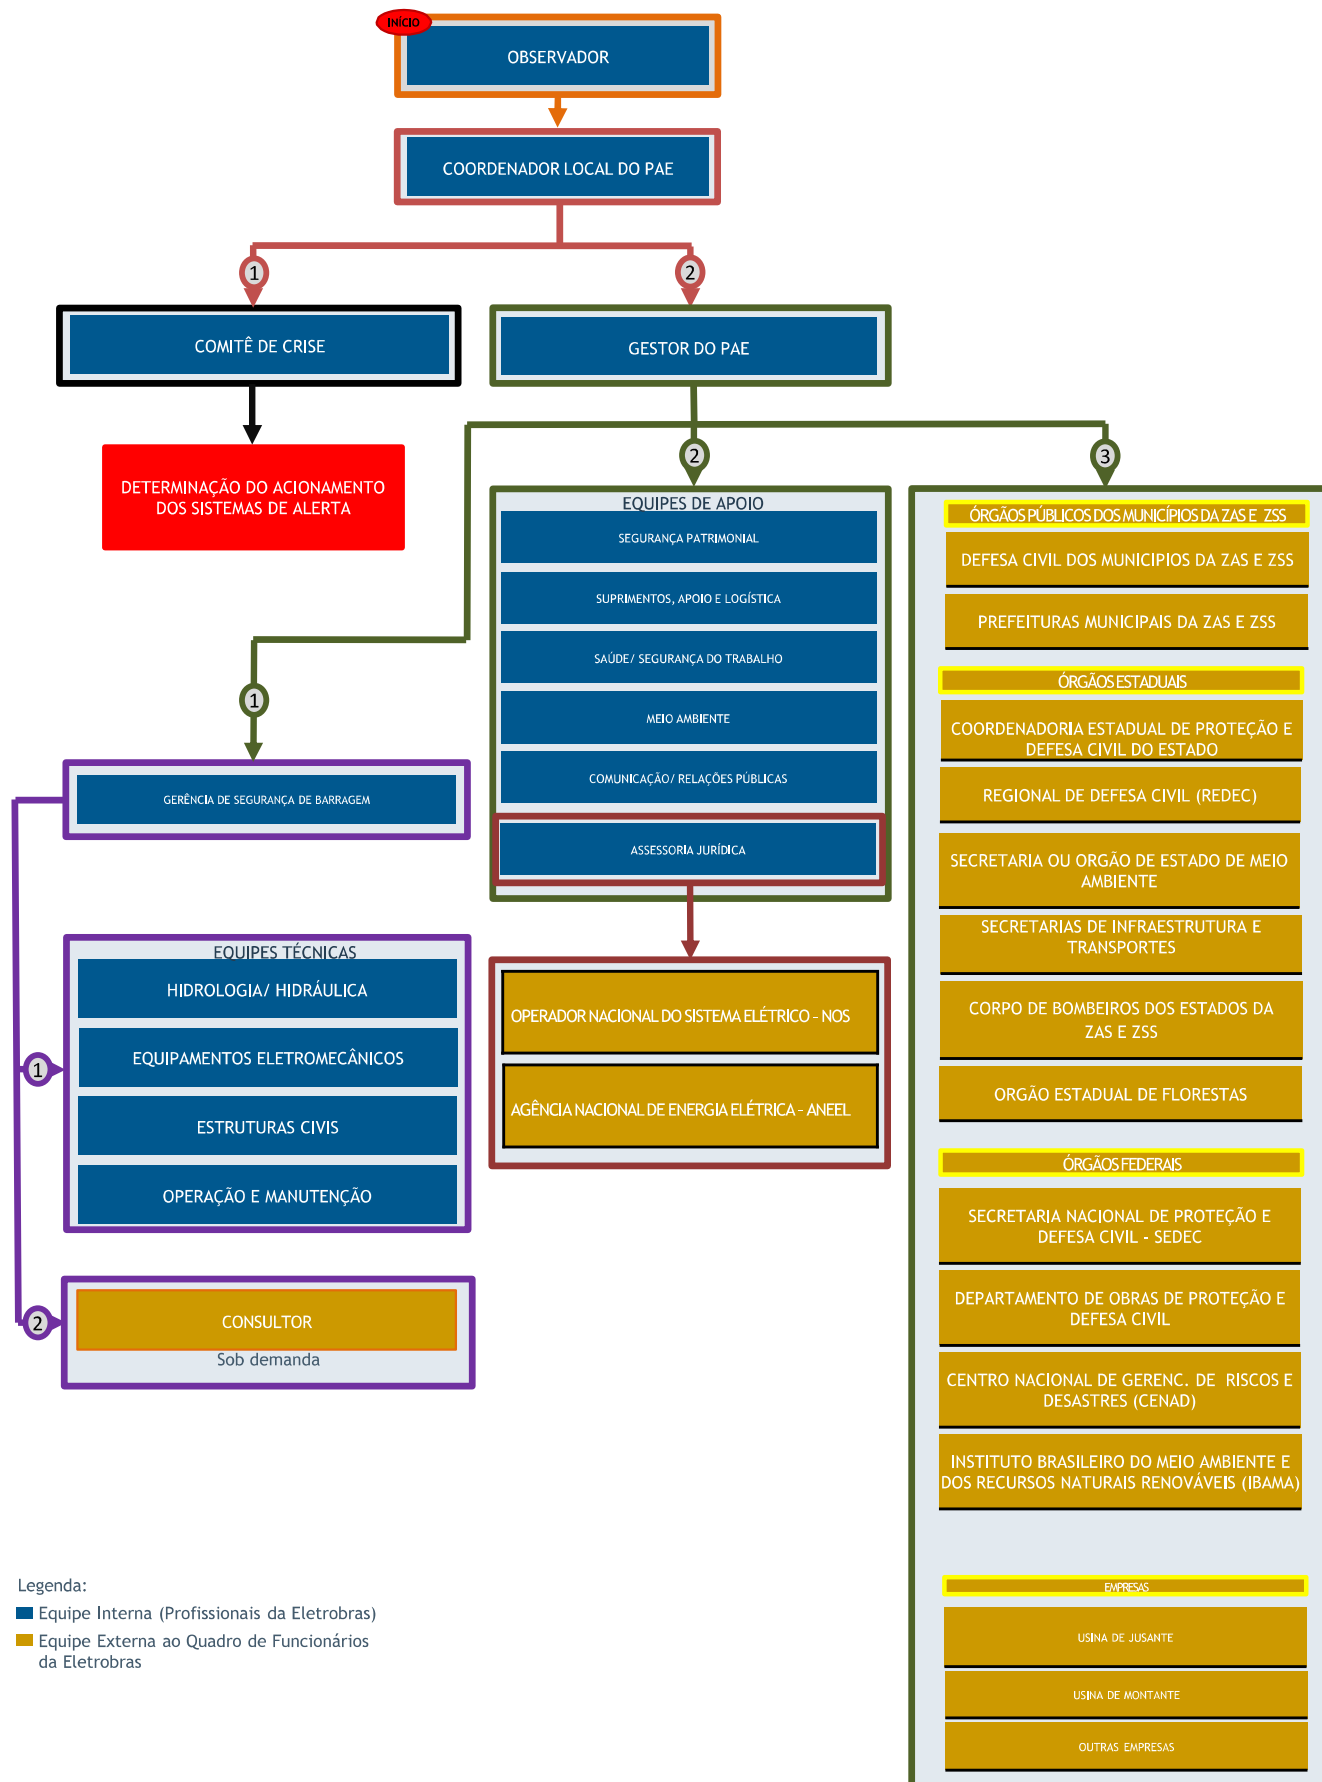 INÍCIO
OBSERVADOR
COORDENADOR LOCAL DO PAE
1
2
COMITÊ DE CRISE
GESTOR DO PAE
DETERMINAÇÃO DO ACIONAMENTO
DOS SISTEMAS DE ALERTA
2
3
1
EQUIPES DE APOIO
SEGURANÇA PATRIMONIAL
SUPRIMENTOS, APOIO E LOGÍSTICA
SAÚDE/ SEGURANÇA DO TRABALHO
MEIO AMBIENTE
COMUNICAÇÃO/ RELAÇÕES PÚBLICAS
ASSESSORIA JURÍDICA
GERÊNCIA DE SEGURANÇA DE BARRAGEM
EQUIPES TÉCNICAS
HIDROLOGIA/ HIDRÁULICA
EQUIPAMENTOS ELETROMECÂNICOS
ESTRUTURAS CIVIS
OPERAÇÃO E MANUTENÇÃO
1
2
CONSULTOR
Sob demanda
OPERADOR NACIONAL DO SISTEMA ELÉTRICO – NOS
AGÊNCIA NACIONAL DE ENERGIA ELÉTRICA – ANEEL
ÓRGÃOS PÚBLICOS DOS MUNICÍPIOS DA ZAS E ZSS
DEFESA CIVIL DOS MUNICIPIOS DA ZAS E ZSS
PREFEITURAS MUNICIPAIS DA ZAS E ZSS
ÓRGÃOS ESTADUAIS
COORDENADORIA ESTADUAL DE PROTEÇÃO E
DEFESA CIVIL DO ESTADO
REGIONAL DE DEFESA CIVIL (REDEC)
SECRETARIA OU ORGÃO DE ESTADO DE MEIO
AMBIENTE
SECRETARIAS DE INFRAESTRUTURA E
TRANSPORTES
CORPO DE BOMBEIROS DOS ESTADOS DA
ZAS E ZSS
ORGÃO ESTADUAL DE FLORESTAS
ÓRGÃOS FEDERAIS
SECRETARIA NACIONAL DE PROTEÇÃO E
DEFESA CIVIL - SEDEC
DEPARTAMENTO DE OBRAS DE PROTEÇÃO E
DEFESA CIVIL
CENTRO NACIONAL DE GERENC. DE RISCOS E
DESASTRES (CENAD)
INSTITUTO BRASILEIRO DO MEIO AMBIENTE E
DOS RECURSOS NATURAIS RENOVÁVEIS (IBAMA)
EMPRESAS
USINA DE JUSANTE
USINA DE MONTANTE
OUTRAS EMPRESAS
Legenda:
Equipe Interna (Profissionais da Eletrobras)
Equipe Externa ao Quadro de Funcionários
da Eletrobras